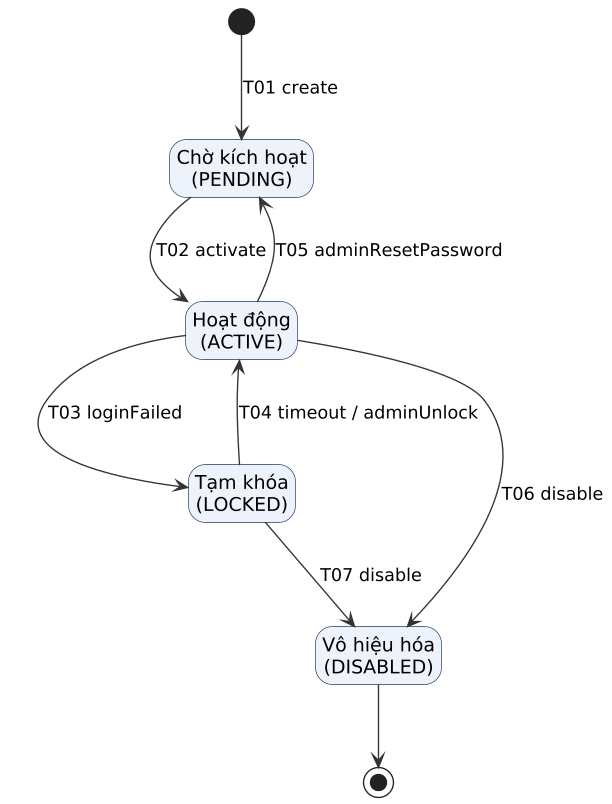 T01 create
Chờ kích hoạt
(PENDING)
T02 activate
T05 adminResetPassword
Hoạt động
(ACTIVE)
T03 loginFailed
T04 timeout / adminUnlock
Tạm khóa
(LOCKED)
T06 disable
T07 disable
Vô hiệu hóa
(DISABLED)